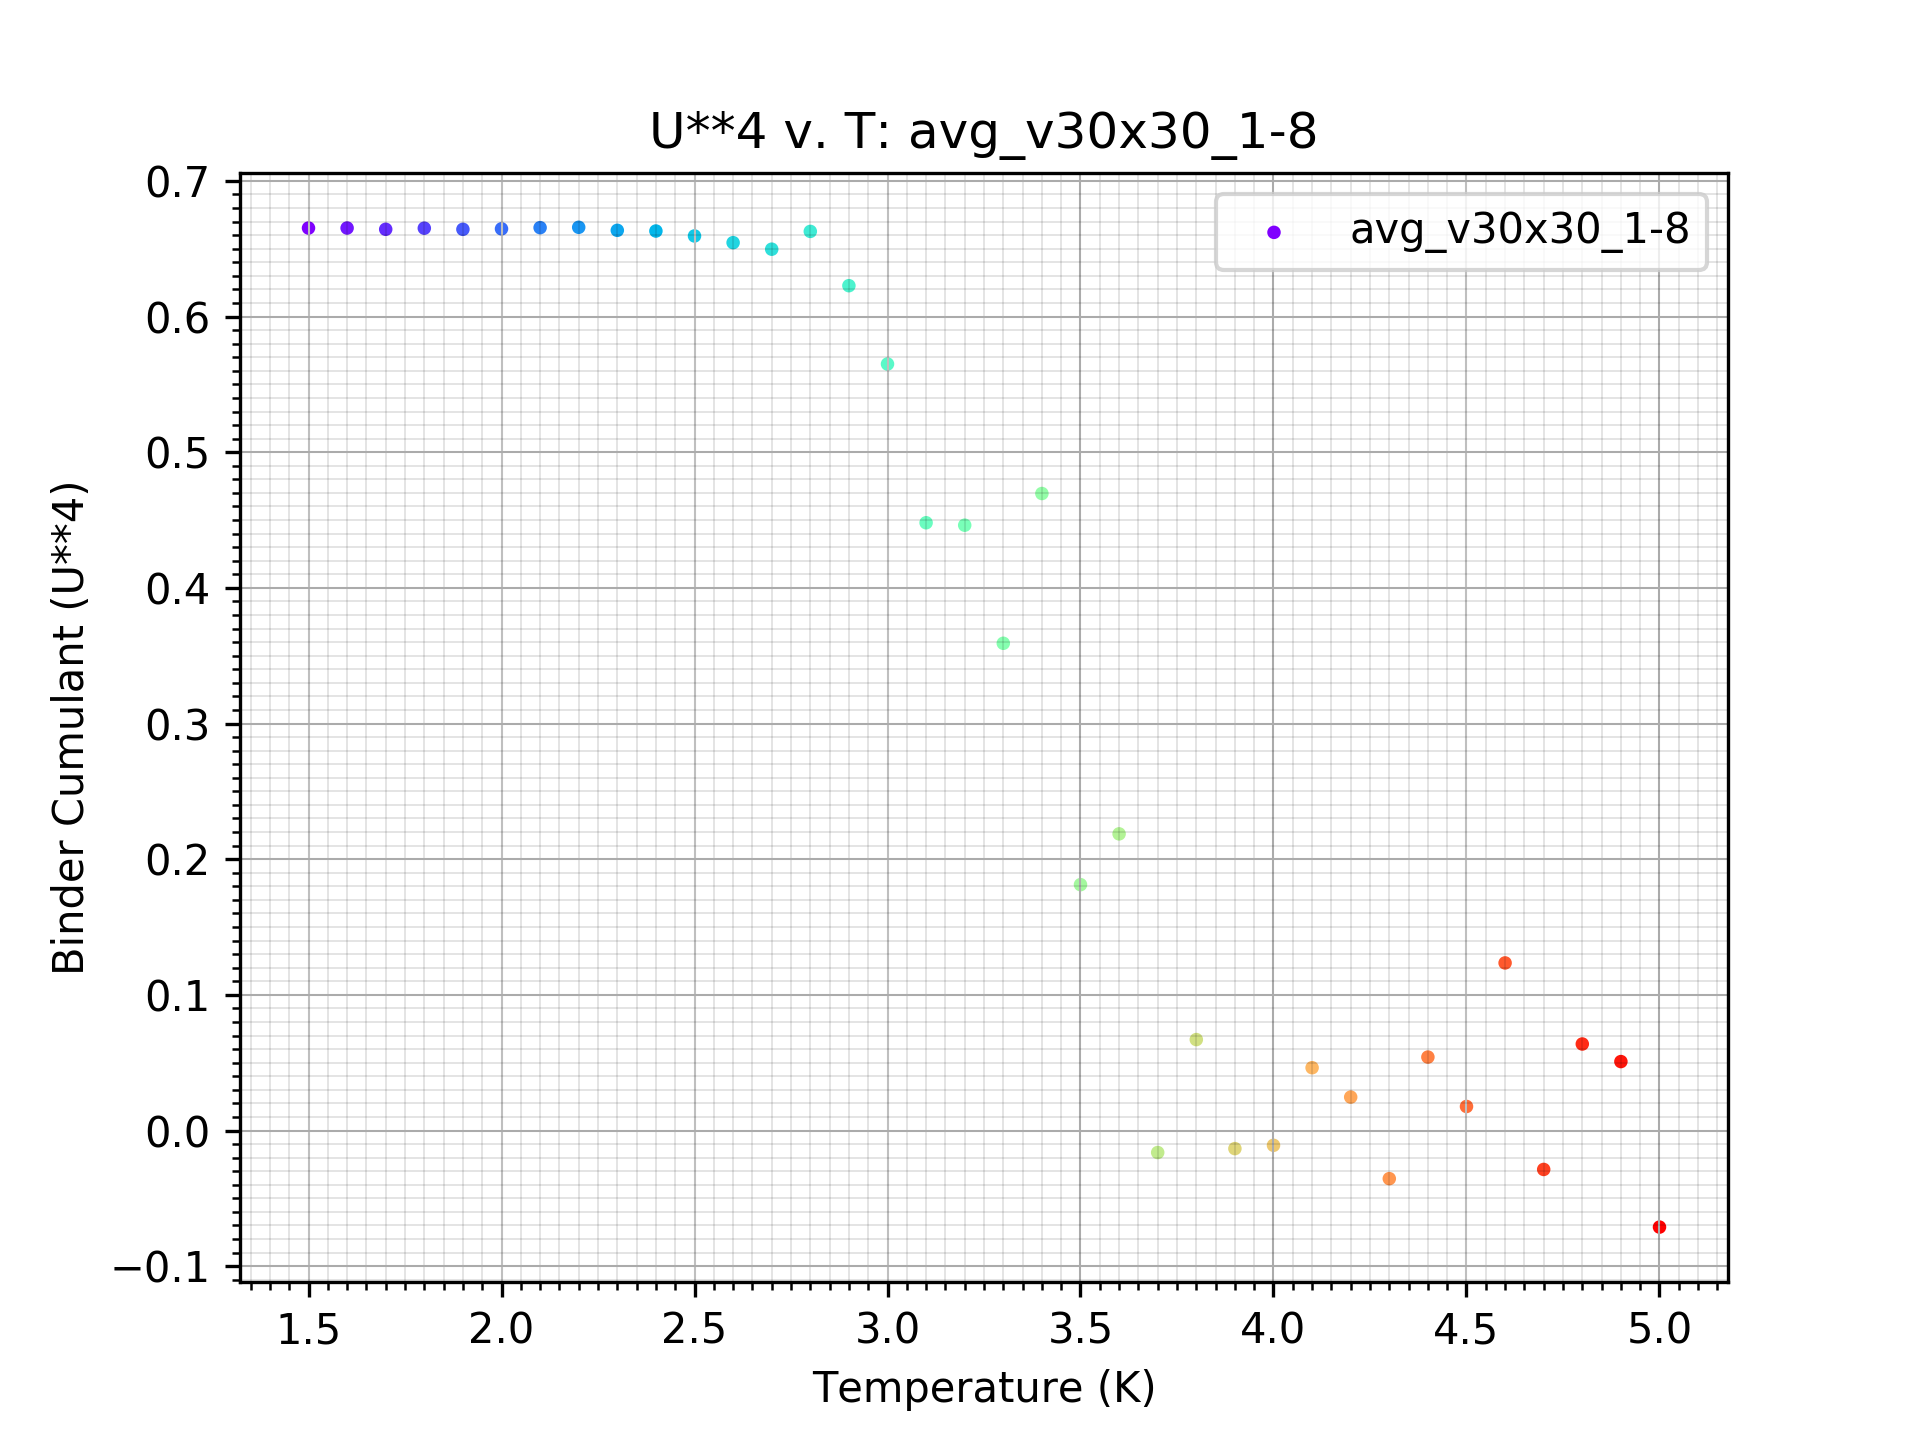 U**4 v. T: avg_v30x30_1-8
avg_v30x30_1-8
Binder Cumulant (U**4)
0.7
0.6
0.5
0.4
0.3
0.2
0.1
0.0
−0.1
1.5 2.0 2.5 3.0 3.5 4.0 4.5 5.0
Temperature (K)